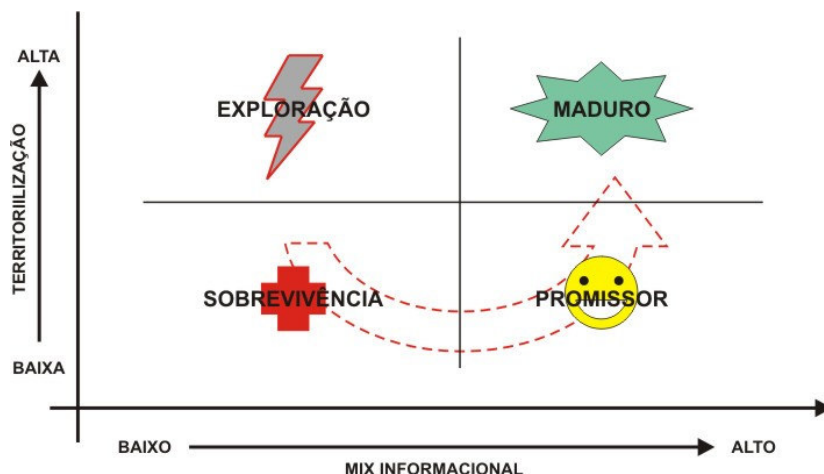 ALTA
EXPLORAÇÃO
MADURO
TERRITORIILIZAÇÃO
SOBREVIVÊNCIA
PROMISSOR
BAIXA
BAIXO
ALTO
MIX INFORMACIONAL